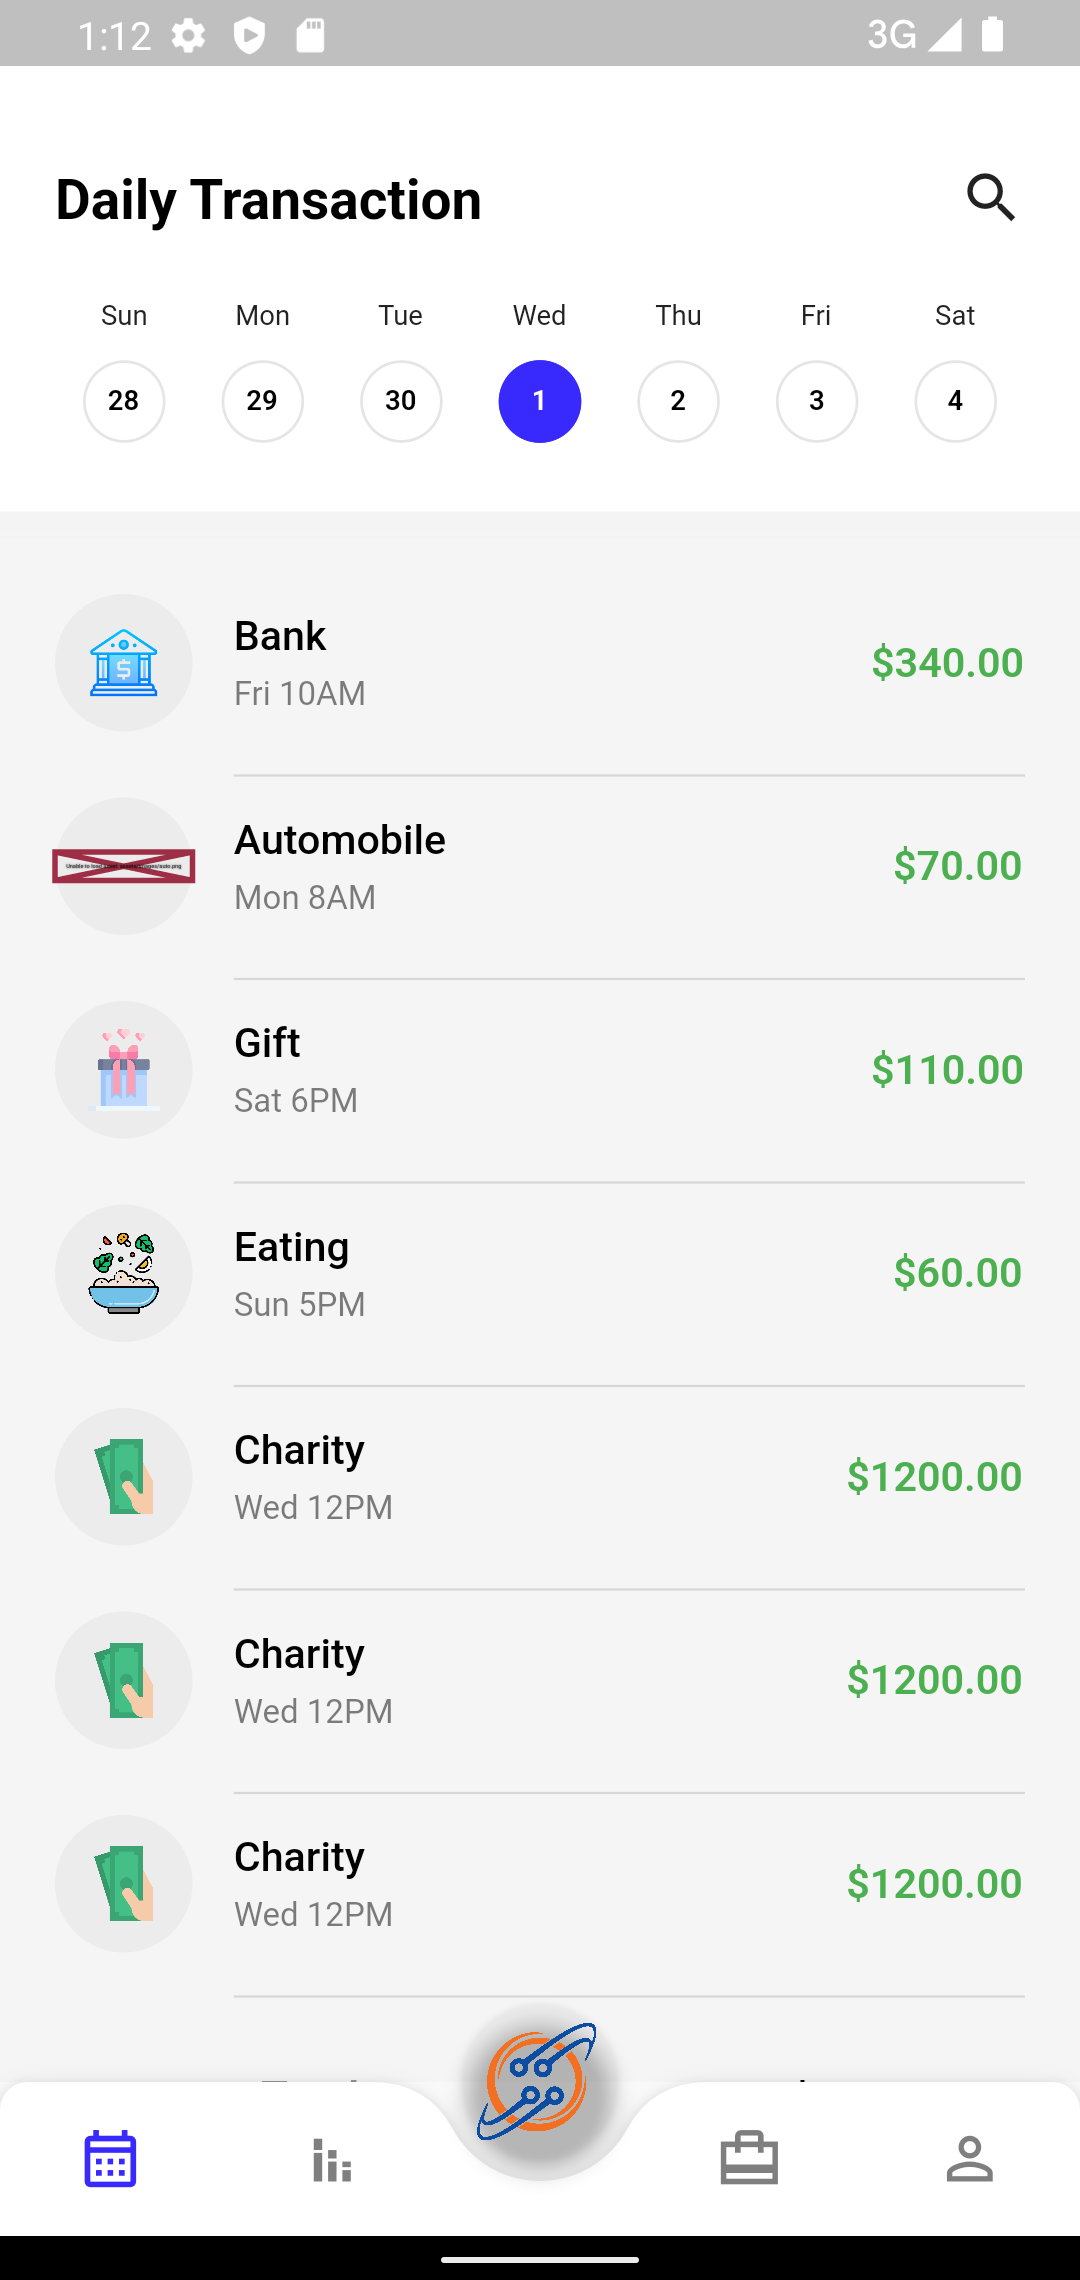 1:12 3G
Daily Transaction
Sun Mon Tue Wed Thu Fri Sat
28 29 30 1 2 3 4
Bank
$340.00
Fri 10AM
Automobile
$70.00
Mon 8AM
Gift
$110.00
Sat 6PM
Eating
$60.00
Sun 5PM
Charity
$1200.00
Wed 12PM
Charity
$1200.00
Wed 12PM
Charity
$1200.00
Wed 12PM